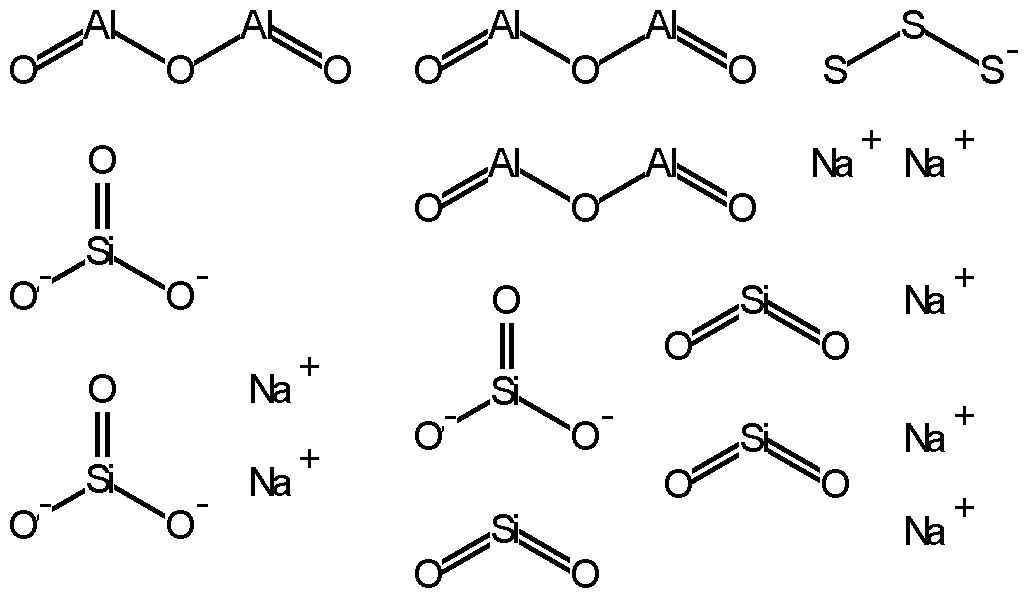 Al Al Al Al S
O O O O O O S S-
O Al Al Na+ Na+
O O O
Si Si Na+
O- O- O O O
O Na+ Si Si Na+
Si Na+ O- O- O O
O- O- Si Na+
O O